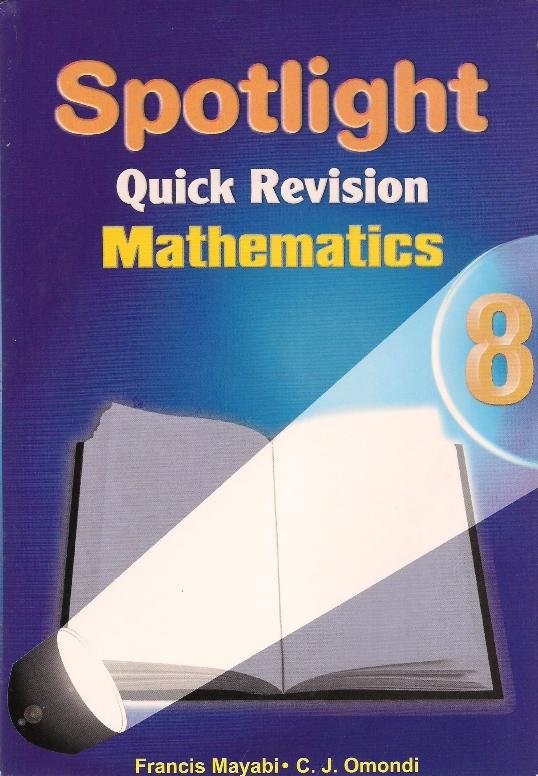 Spotlight
Quick Revision
Mathematics
8
Francis Mayabi• C. J. Omondi